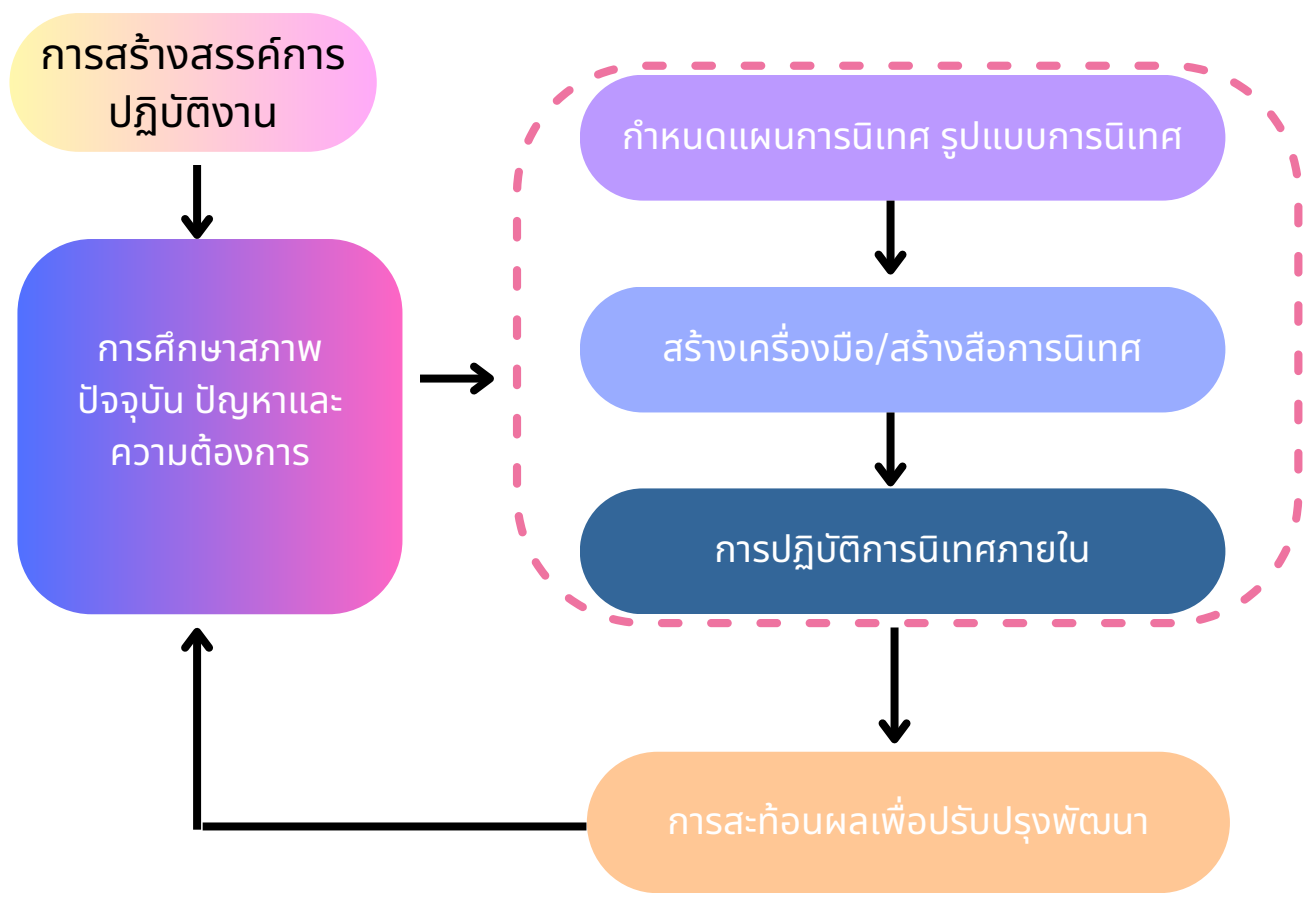 การสร้างสรรค์การ
ปฏิบัติงาน
การศึกษาสภาพ
ปัจจุบัน ปัญหาและ
ความต้องการ
กำหนดแผนการนิเทศ รูปแบบการนิเทศ
สร้างเครื่องมือ/สร้างสือการนิเทศ
การปฏิบัติการนิเทศภายใน
การสะท้อนผลเพื่อปรับปรุงพัฒนา